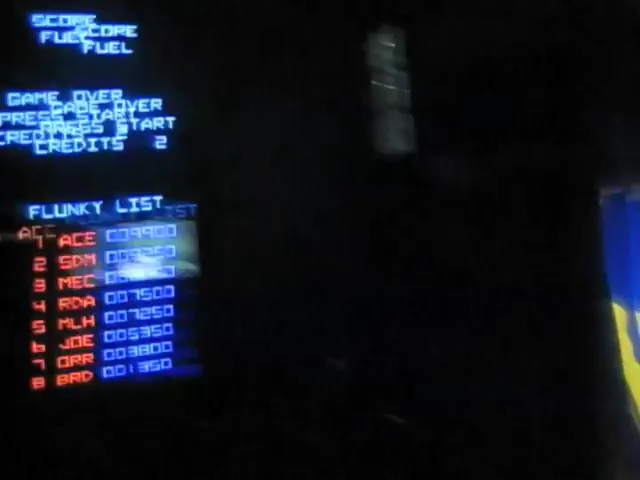 SCORE
FUEL
GAME OVER
PRESS START
CREDITS 2
FLUNKY LIST
1 ACE 009900
2 SDM
3 MEC
4 RDA 007500
5 MLH 007250
6 JOE 005350
7 ORR 003800
8 BRD 001350